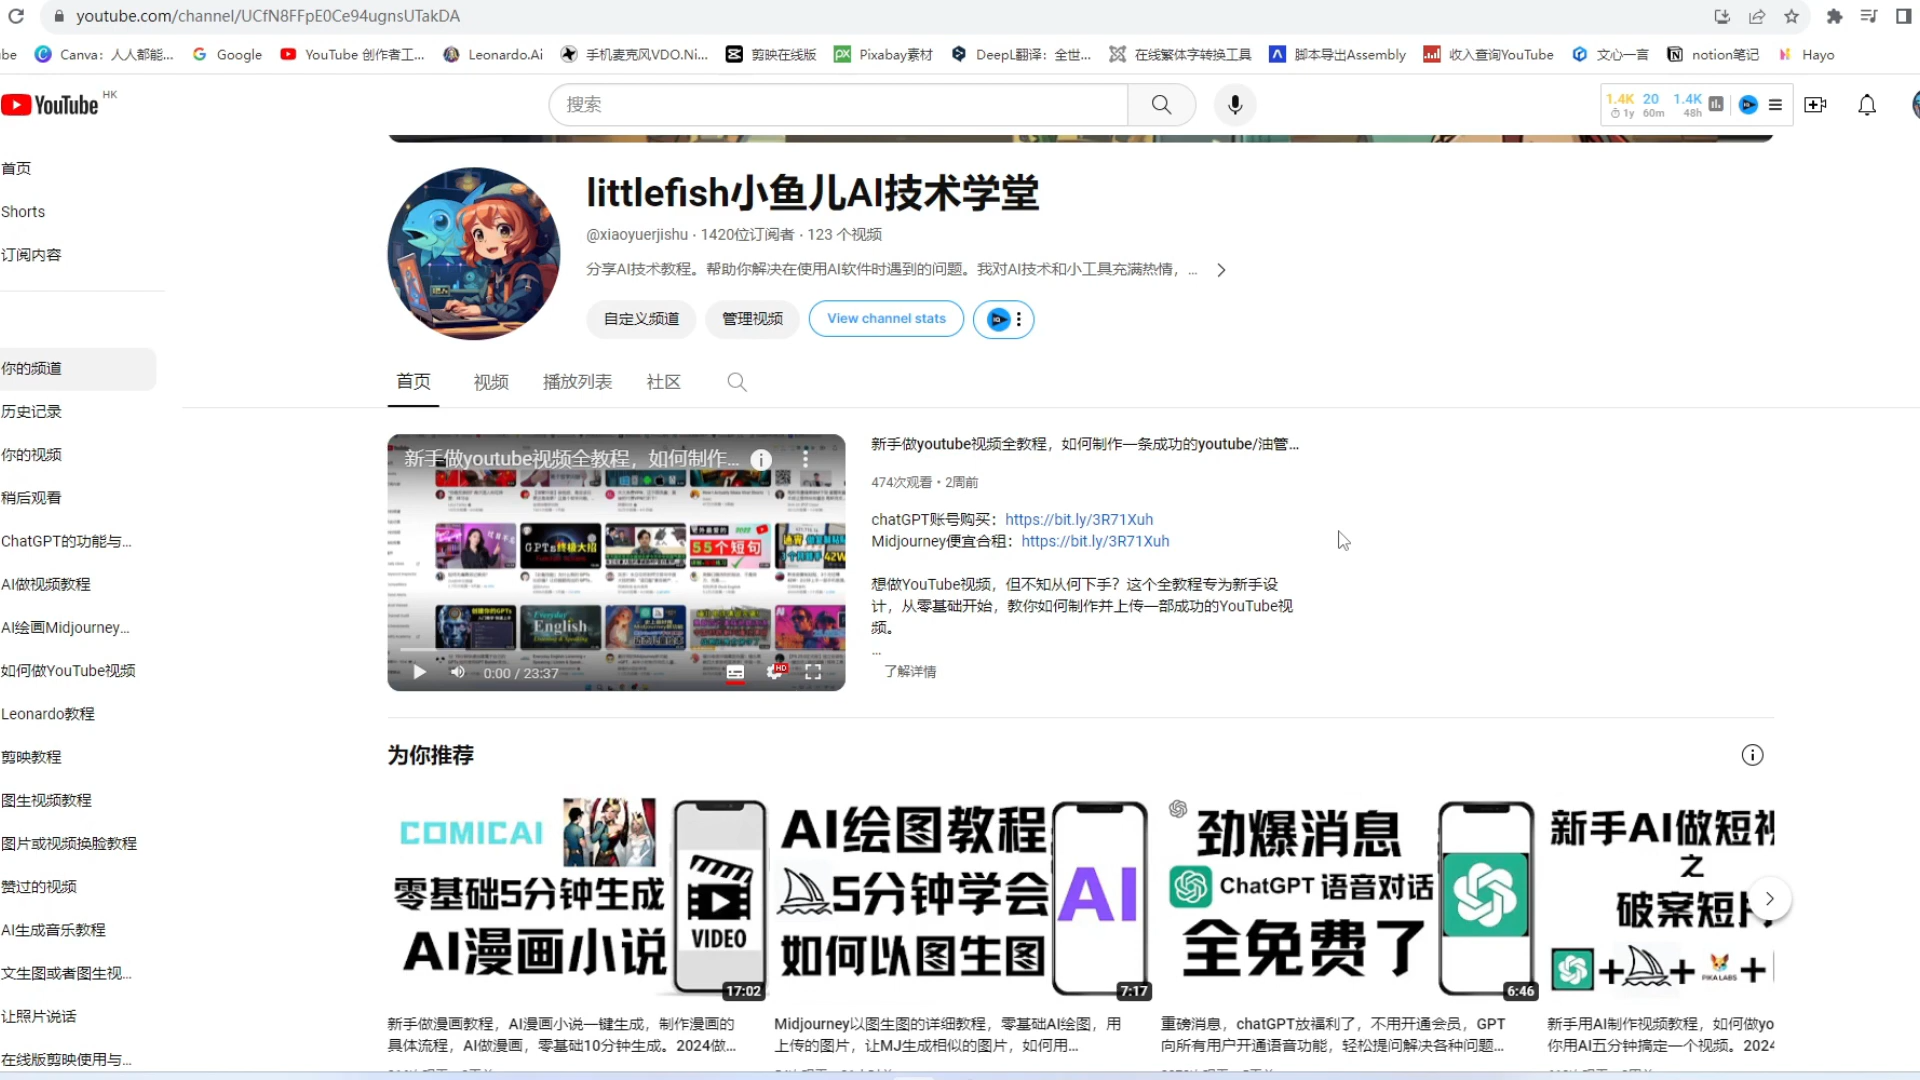 youtube.com/channel/UCfN8FFpE0Ce94ugnsUTakDA
be
Canva：人人都能...
Google
YouTube 创作者工...
Leonardo.Ai
手机麦克风VDO.Ni...
剪映在线版
Pixabay素材
DeepL翻译：全世...
在线繁体字转换工具
脚本导出Assembly
收入查询YouTube
文心一言
notion笔记
Hayo
YouTube HK
搜索
1.4K 20 1.4K
1y 60m 48h
首页
Shorts
订阅内容
你的频道
历史记录
你的视频
稍后观看
ChatGPT的功能与...
AI做视频教程
AI绘画Midjourney...
如何做YouTube视频
Leonardo教程
剪映教程
图生视频教程
图片或视频换脸教程
赞过的视频
AI生成音乐教程
文生图或者图生视...
让照片说话
在线版剪映使用与...
littlefish小鱼儿AI技术学堂
@xiaoyuerjishu · 1420位订阅者 · 123 个视频
分享AI技术教程。帮助你解决在使用AI软件时遇到的问题。我对AI技术和小工具充满热情，...
自定义频道
管理视频
View channel stats
首页
视频
播放列表
社区
新手做youtube视频全教程，如何制作...
GPTs终极大招
55个短句
Everyday
English
0:00 / 23:37
HD
新手做youtube视频全教程，如何制作一条成功的youtube/油管...
474次观看 · 2周前
chatGPT账号购买：https://bit.ly/3R71Xuh
Midjourney便宜合租：https://bit.ly/3R71Xuh
想做YouTube视频，但不知从何下手？这个全教程专为新手设
计，从零基础开始，教你如何制作并上传一部成功的YouTube视
频。
...
了解详情
为你推荐
COMICAI
零基础5分钟生成
AI漫画小说
VIDEO
17:02
AI绘图教程
5分钟学会
如何以图生图
AI
7:17
劲爆消息
ChatGPT 语音对话
全免费了
6:46
新手AI做短视
之
破案短片
+
+
PIKA LABS
+
新手做漫画教程，AI漫画小说一键生成，制作漫画的
具体流程，AI做漫画，零基础10分钟生成。2024做...
Midjourney以图生图的详细教程，零基础AI绘图，用
上传的图片，让MJ生成相似的图片，如何用...
重磅消息，chatGPT放福利了，不用开通会员，GPT
向所有用户开通语音功能，轻松提问解决各种问题...
新手用AI制作视频教程，如何做yo
你用AI五分钟搞定一个视频。2024